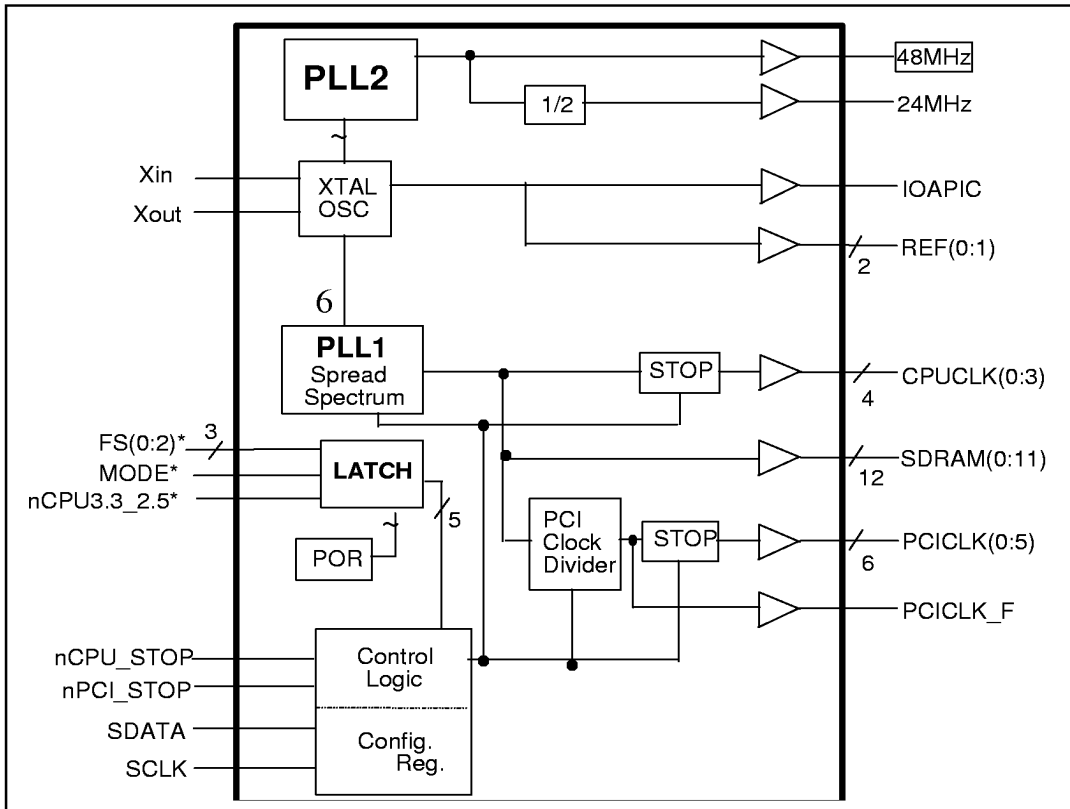 PLL2
48MHz
1/2
24MHz
~
Xin
XTAL
OSC
IOAPIC
Xout
REF(0:1)
2
6
PLL1
Spread
Spectrum
STOP
CPUCLK(0:3)
4
FS(0:2)*
3
MODE*
nCPU3.3_2.5*
LATCH
5
SDRAM(0:11)
12
~
POR
PCI
Clock
Divider
STOP
PCICLK(0:5)
6
PCICLK_F
nCPU_STOP
nPCI_STOP
Control
Logic
SDATA
SCLK
Config.
Reg.